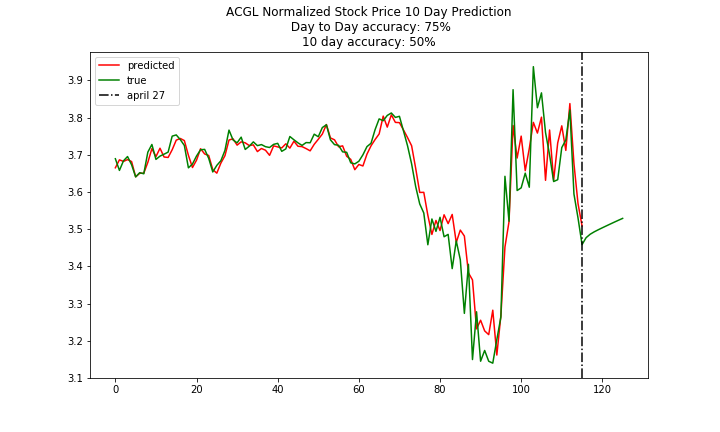 ACGL Normalized Stock Price 10 Day Prediction
Day to Day accuracy: 75%
10 day accuracy: 50%
predicted
true
april 27
3.9
3.8
3.7
3.6
3.5
3.4
3.3
3.2
3.1
0 20 40 60 80 100 120